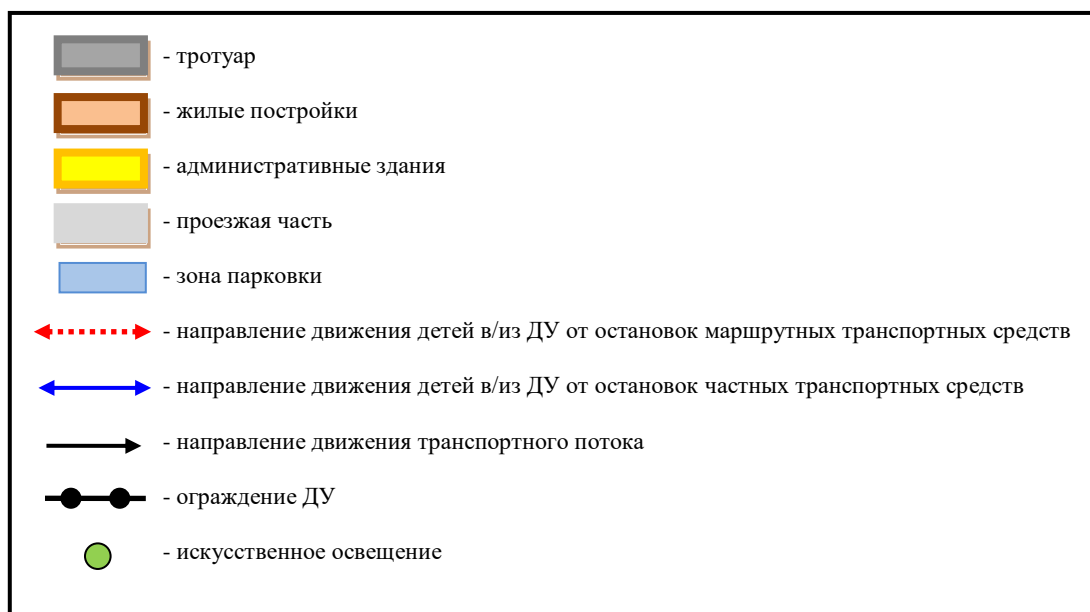 - тротуар
- жилые постройки
- административные здания
- проезжая часть
- зона парковки
- направление движения детей в/из ДУ от остановок маршрутных транспортных средств
- направление движения детей в/из ДУ от остановок частных транспортных средств
- направление движения транспортного потока
- ограждение ДУ
- искусственное освещение